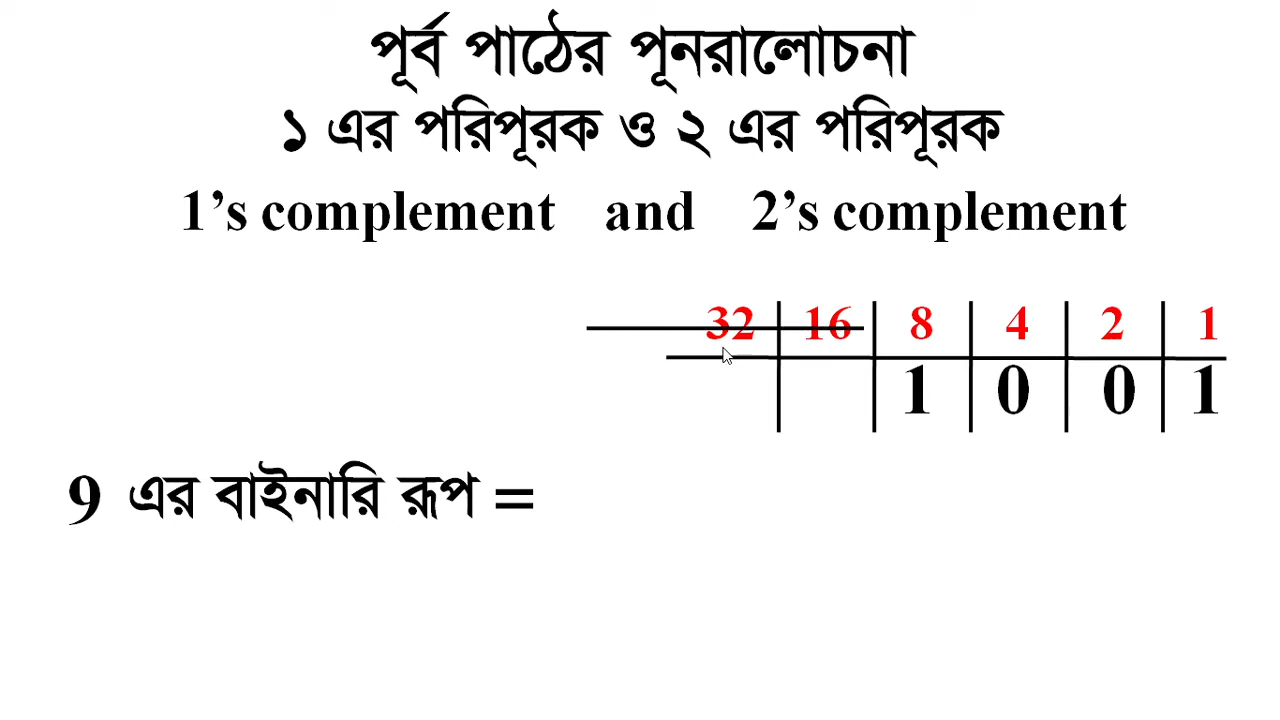 পূর্ব পাঠের পূনরালোচনা
১ এর পরিপূরক ও ২ এর পরিপূরক
1’s complement and 2’s complement
32 16 8 4 2 1
1 0 0 1
9 এর বাইনারি রূপ =